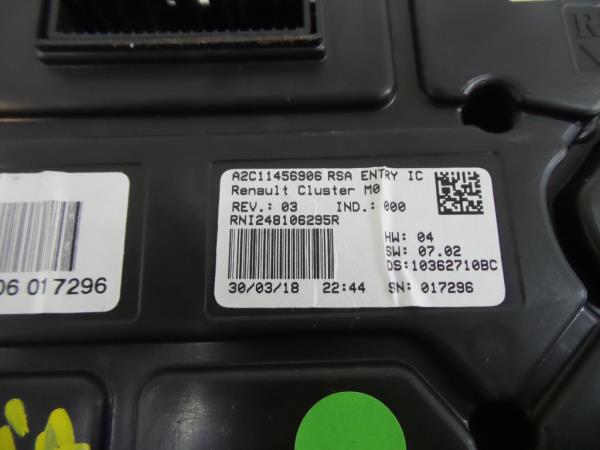 A2C11456906 RSA ENTRY IC
Renault Cluster M0
REV.: 03 IND.: 000
RNI248106295R
HW: 04
SW: 07.02
DS:10362710BC
30/03/18 22:44 SN: 017296
06 017296